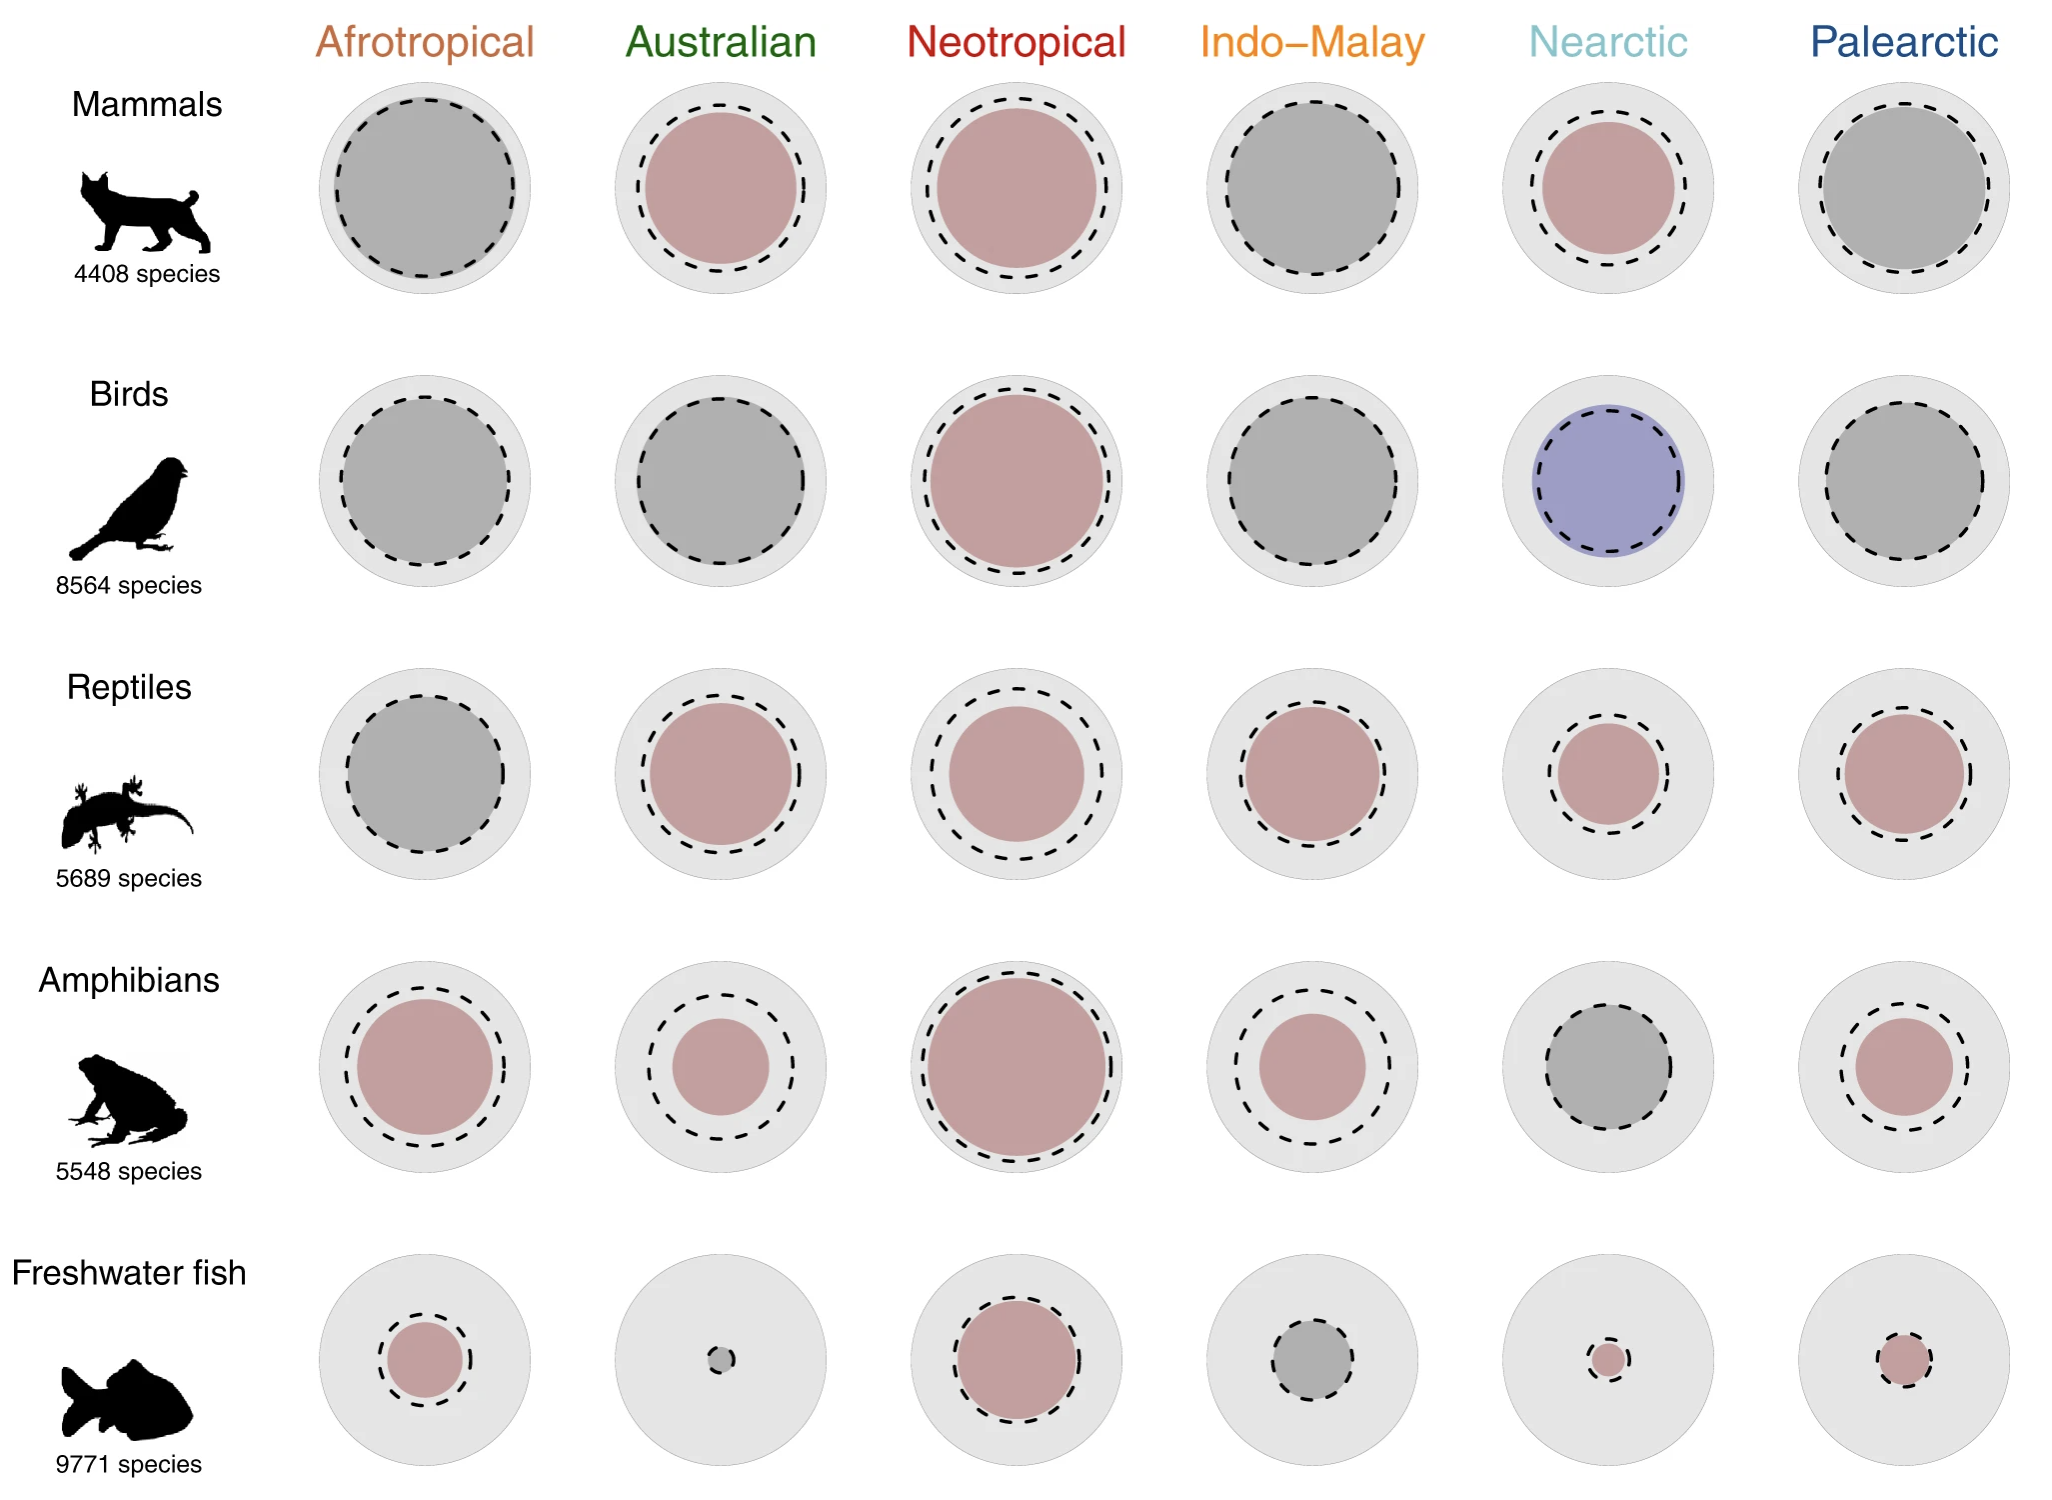 Afrotropical Australian Neotropical Indo–Malay Nearctic Palearctic
Mammals
4408 species
Birds
8564 species
Reptiles
5689 species
Amphibians
5548 species
Freshwater fish
9771 species